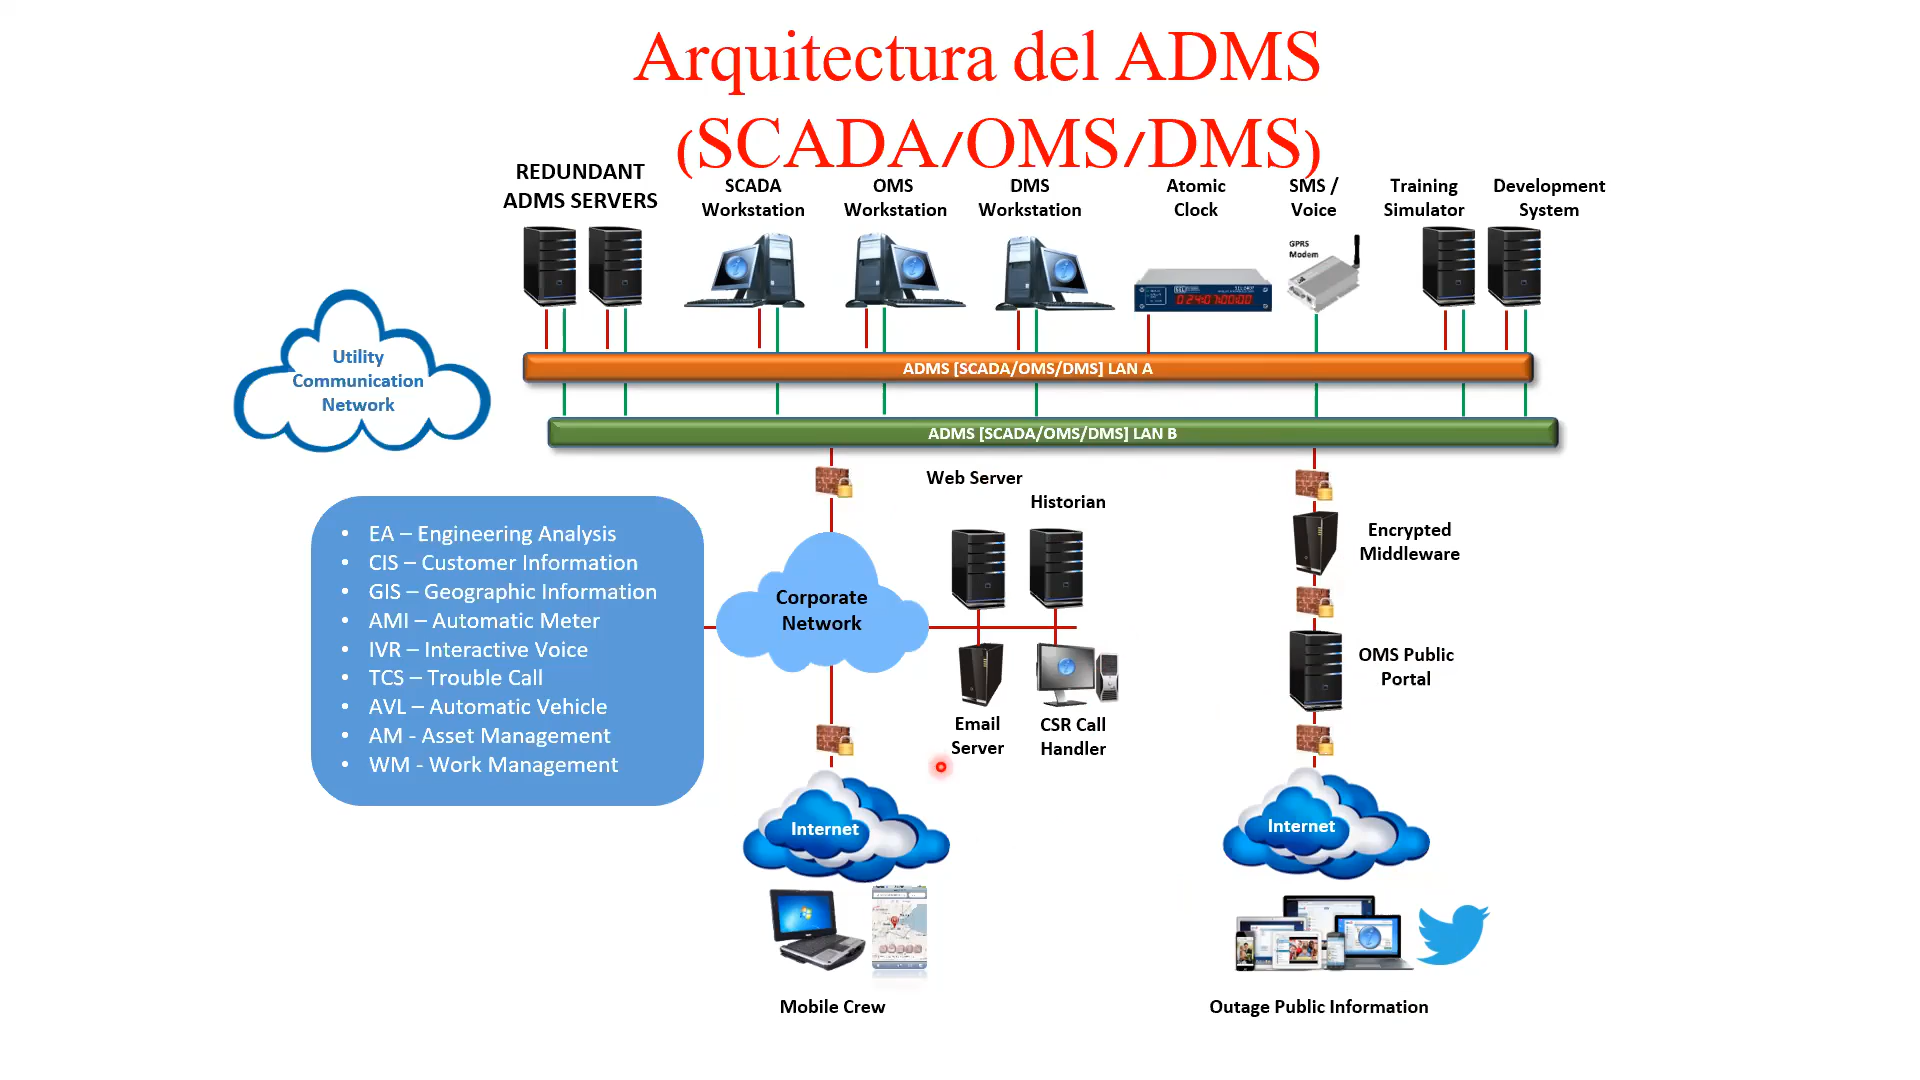 Arquitectura del ADMS
(SCADA/OMS/DMS)
REDUNDANT
ADMS SERVERS
SCADA
Workstation
OMS
Workstation
DMS
Workstation
Atomic
Clock
SMS /
Voice
Training
Simulator
Development
System
GPRS
Modem
024:07:00:00
Utility
Communication
Network
ADMS [SCADA/OMS/DMS] LAN A
ADMS [SCADA/OMS/DMS] LAN B
Web Server
Historian
• EA – Engineering Analysis
• CIS – Customer Information
• GIS – Geographic Information
• AMI – Automatic Meter
• IVR – Interactive Voice
• TCS – Trouble Call
• AVL – Automatic Vehicle
• AM - Asset Management
• WM - Work Management
Corporate
Network
Encrypted
Middleware
OMS Public
Portal
Email
Server
CSR Call
Handler
Internet
Internet
Mobile Crew
Outage Public Information